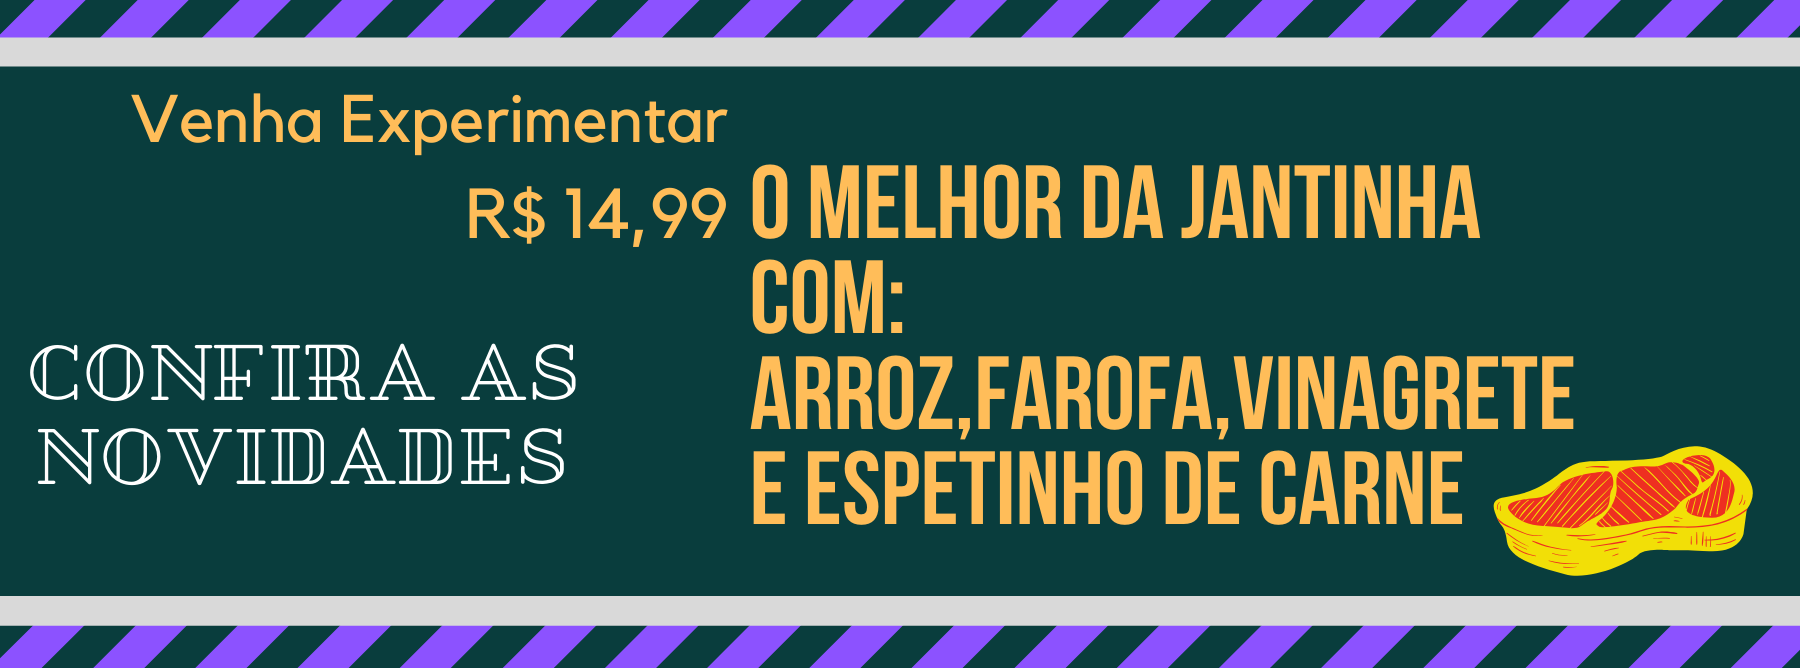 Venha Experimentar
R$ 14,99
CONFIRA AS
NOVIDADES
O MELHOR DA JANTINHA
COM:
ARROZ,FAROFA,VINAGRETE
E ESPETINHO DE CARNE